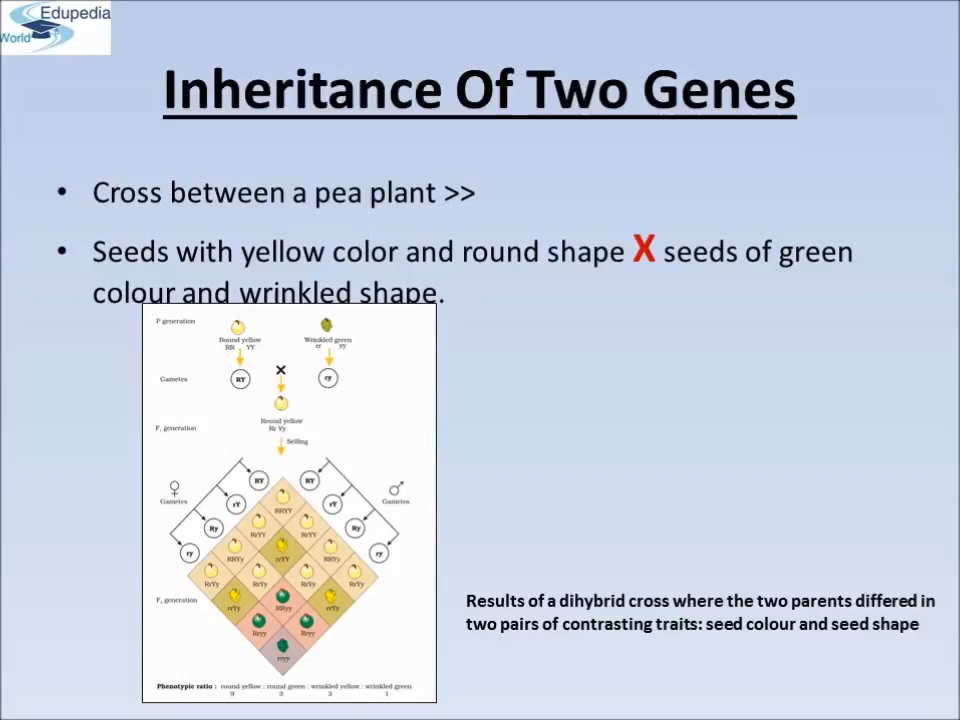 Edupedia
World
Inheritance Of Two Genes
• Cross between a pea plant >>
• Seeds with yellow color and round shape X seeds of green
colour and wrinkled shape.
P generation
Round yellow
RR YY
Wrinkled green
rr yy
Gametes
RY
×
ry
Round yellow
Rr Yy
F₁ generation
Selfing
RY
RY
♀
♂
Gametes
rY
rY
Gametes
RRYY
Ry
Ry
RrYY
RrYY
ry
ry
RRYy
rrYY
RRYy
RrYy
RrYy
RrYy
RrYy
F₂ generation
rrYy
RRyy
rrYy
Rryy
Rryy
rryy
Phenotypic ratio : round yellow : round green : wrinkled yellow : wrinkled green
9 3 3 1
Results of a dihybrid cross where the two parents differed in
two pairs of contrasting traits: seed colour and seed shape